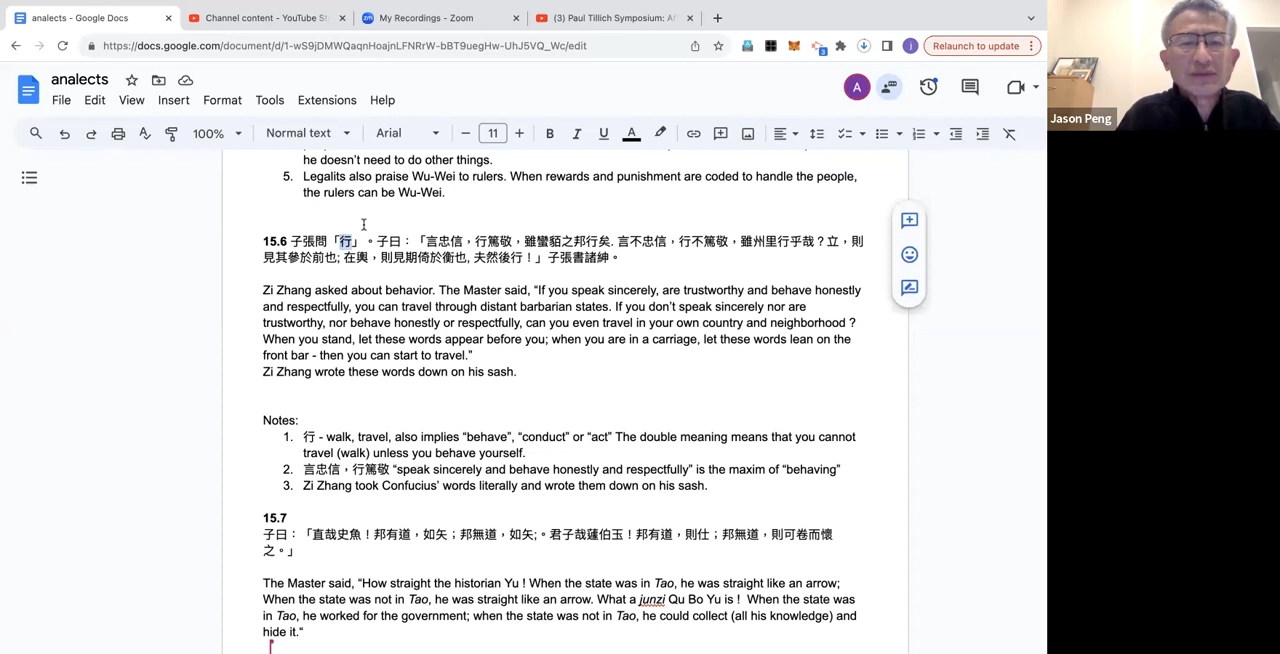 analects - Google Docs
Channel content - YouTube St
My Recordings - Zoom
(3) Paul Tillich Symposium: Af
https://docs.google.com/document/d/1-wS9jDMWQaqnHoajnLFNRrW-bBT9uegHw-UhJ5VQ_Wc/edit
3
j
Relaunch to update
analects
File Edit View Insert Format Tools Extensions Help
A
100%
Normal text
Arial
11
Jason Peng
he doesn't need to do other things.
5. Legalits also praise Wu-Wei to rulers. When rewards and punishment are coded to handle the people,
the rulers can be Wu-Wei.
15.6 子張問「行」。子曰：「言忠信，行篤敬，雖蠻貊之邦行矣. 言不忠信，行不篤敬，雖州里行乎哉？立，則
見其參於前也; 在輿，則見期倚於衡也, 夫然後行！」子張書諸紳。
Zi Zhang asked about behavior. The Master said, "If you speak sincerely, are trustworthy and behave honestly
and respectfully, you can travel through distant barbarian states. If you don't speak sincerely nor are
trustworthy, nor behave honestly or respectfully, can you even travel in your own country and neighborhood ?
When you stand, let these words appear before you; when you are in a carriage, let these words lean on the
front bar - then you can start to travel."
Zi Zhang wrote these words down on his sash.
Notes:
1. 行 - walk, travel, also implies "behave", "conduct" or "act" The double meaning means that you cannot
travel (walk) unless you behave yourself.
2. 言忠信，行篤敬 "speak sincerely and behave honestly and respectfully" is the maxim of "behaving"
3. Zi Zhang took Confucius' words literally and wrote them down on his sash.
15.7
子曰：「直哉史魚！邦有道，如矢；邦無道，如矢;。君子哉蘧伯玉！邦有道，則仕；邦無道，則可卷而懷
之。」
The Master said, "How straight the historian Yu ! When the state was in Tao, he was straight like an arrow;
When the state was not in Tao, he was straight like an arrow. What a junzi Qu Bo Yu is ! When the state was
in Tao, he worked for the government; when the state was not in Tao, he could collect (all his knowledge) and
hide it."